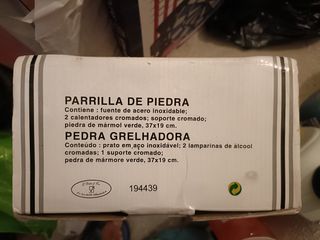 PARRILLA DE PIEDRA
Contiene : fuente de acero inoxidable;
2 calentadores cromados; soporte cromado;
piedra de mármol verde, 37x19 cm.
PEDRA GRELHADORA
Conteúdo : prato em aço inoxidável; 2 lamparinas de álcool
cromadas; 1 suporte cromado;
pedra de mármore verde, 37x19 cm.
194439